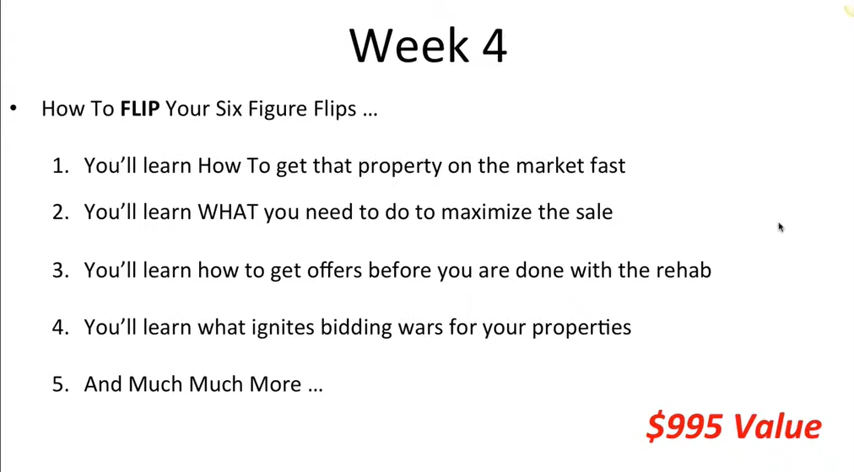 Week 4
• How To FLIP Your Six Figure Flips ...
1. You'll learn How To get that property on the market fast
2. You'll learn WHAT you need to do to maximize the sale
3. You'll learn how to get offers before you are done with the rehab
4. You'll learn what ignites bidding wars for your properties
5. And Much Much More ...
$995 Value